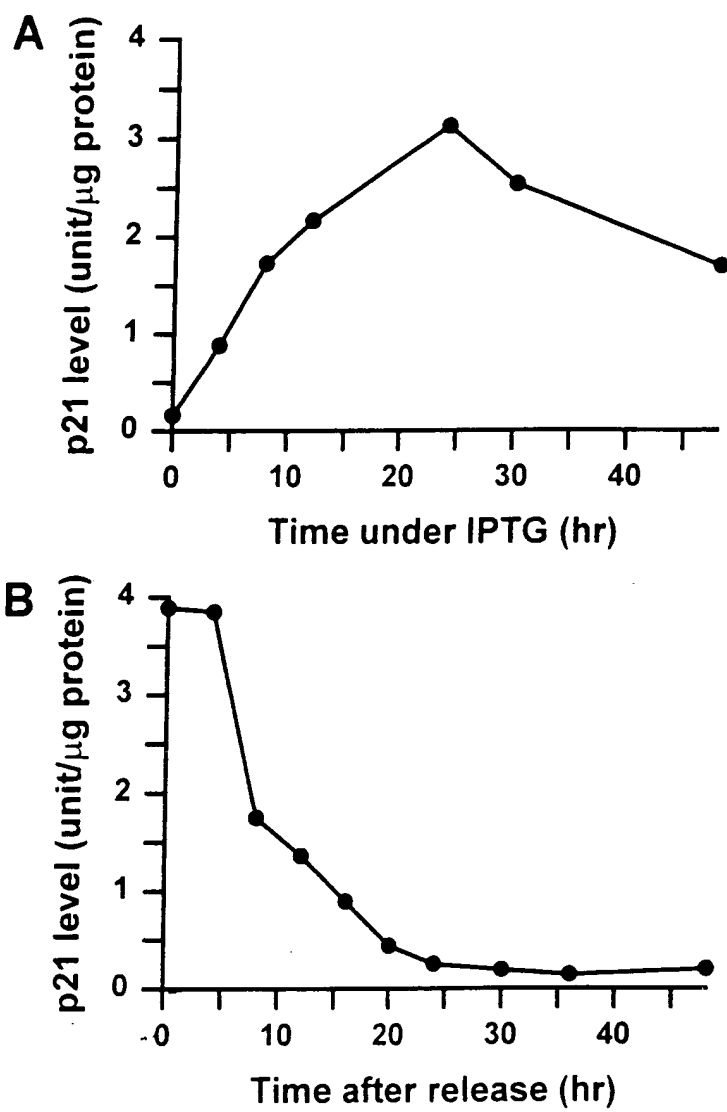 A
p21 level (unit/μg protein)
4
3
2
1
0
0 10 20 30 40
Time under IPTG (hr)
B
p21 level (unit/μg protein)
4
3
2
1
0
0 10 20 30 40
Time after release (hr)